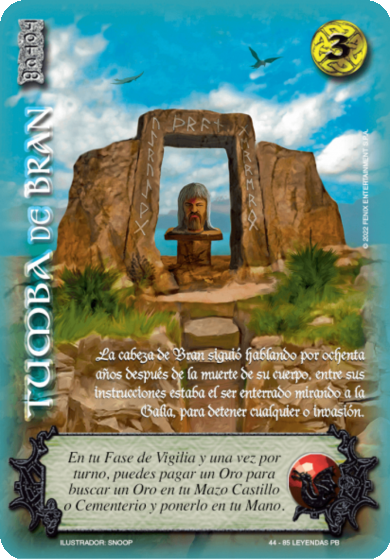 3
TUMBA DE BRAN
© 2022 FENIX ENTERTAINMENT S.P.A.
La cabeza de Bran siguió hablando por ochenta
años después de la muerte de su cuerpo, entre sus
instrucciones estaba el ser enterrado mirando a la
Galia, para detener cualquier o invasión.
En tu Fase de Vigilia y una vez por
turno, puedes pagar un Oro para
buscar un Oro en tu Mazo Castillo
o Cementerio y ponerlo en tu Mano.
ILUSTRADOR: SNOOP
44 - 85 LEYENDAS PB